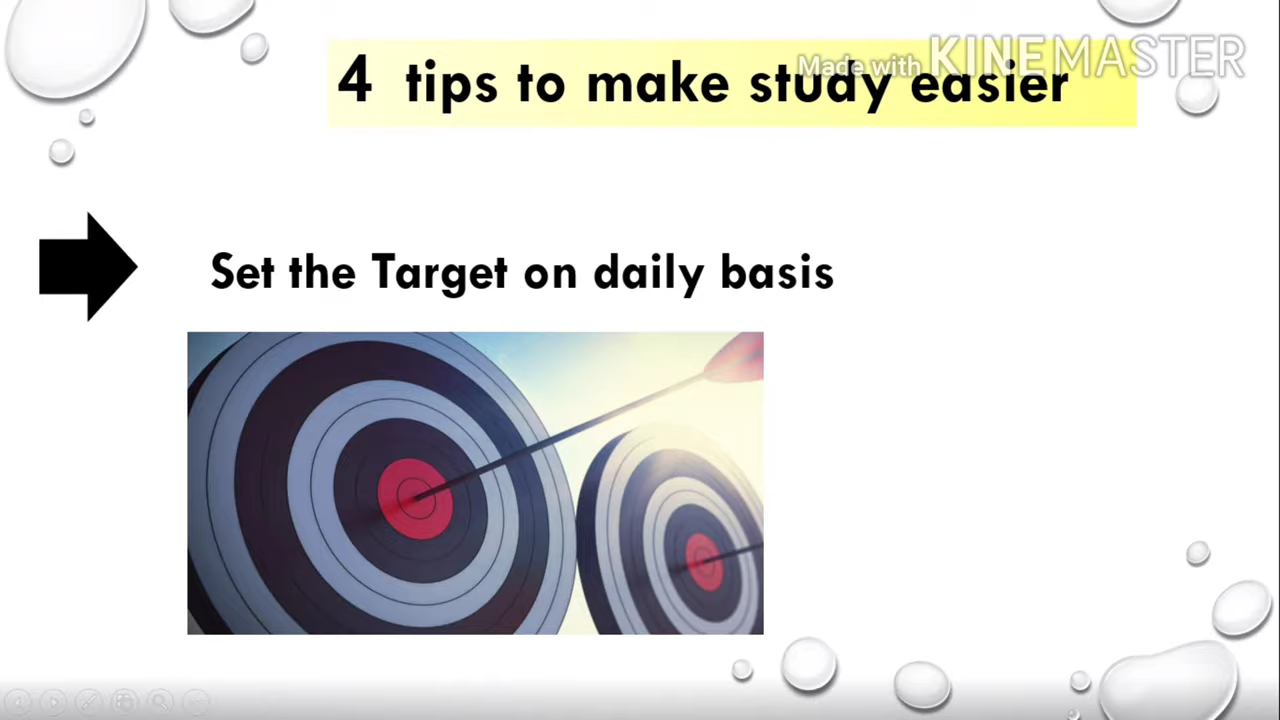 Made with KINEMASTER
4 tips to make study easier
Set the Target on daily basis